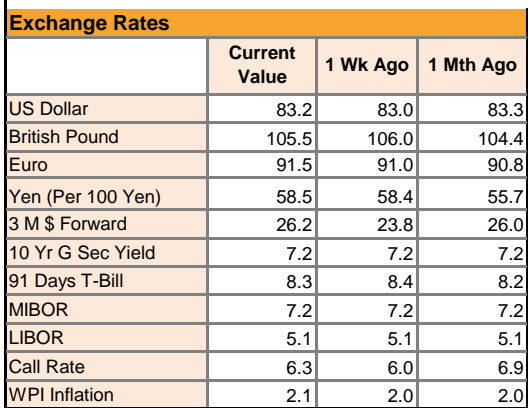 Exchange Rates
Current Value 1 Wk Ago 1 Mth Ago
US Dollar 83.2 83.0 83.3
British Pound 105.5 106.0 104.4
Euro 91.5 91.0 90.8
Yen (Per 100 Yen) 58.5 58.4 55.7
3 M $ Forward 26.2 23.8 26.0
10 Yr G Sec Yield 7.2 7.2 7.2
91 Days T-Bill 8.3 8.4 8.2
MIBOR 7.2 7.2 7.2
LIBOR 5.1 5.1 5.1
Call Rate 6.3 6.0 6.9
WPI Inflation 2.1 2.0 2.0